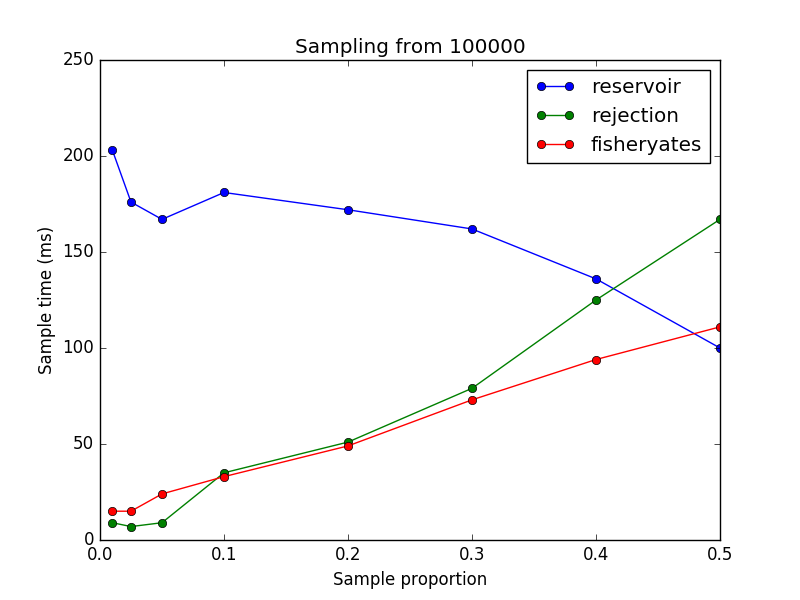 Sampling from 100000
250
200
150
100
50
0
Sample time (ms)
reservoir
rejection
fisheryates
0.0 0.1 0.2 0.3 0.4 0.5
Sample proportion